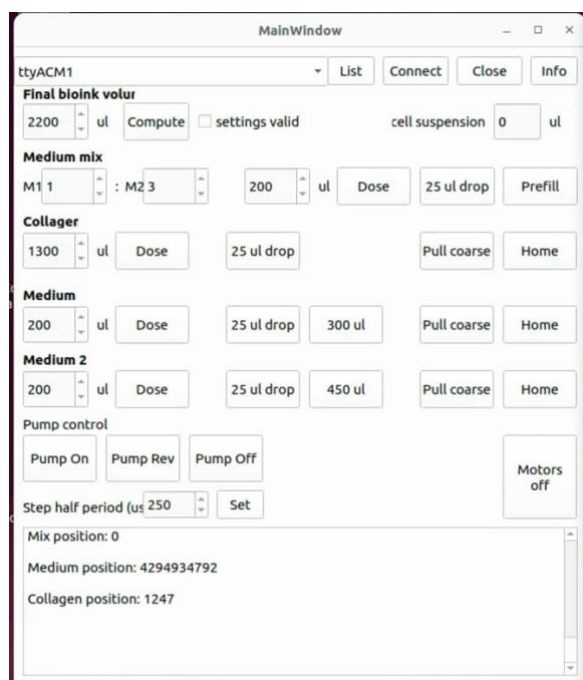 MainWindow
ttyACM1 List Connect Close Info
Final bioink volur
2200 ul Compute settings valid cell suspension 0 ul
Medium mix
M1 1 : M2 3 200 ul Dose 25 ul drop Prefill
Collager
1300 ul Dose 25 ul drop Pull coarse Home
Medium
200 ul Dose 25 ul drop 300 ul Pull coarse Home
Medium 2
200 ul Dose 25 ul drop 450 ul Pull coarse Home
Pump control
Pump On Pump Rev Pump Off Motors off
Step half period (us 250 Set
Mix position: 0
Medium position: 4294934792
Collagen position: 1247